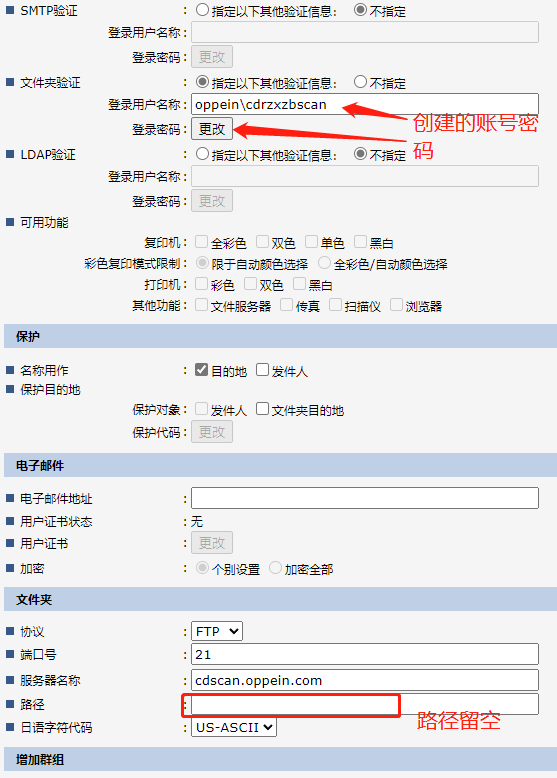 SMTP验证 : 指定以下其他验证信息: 不指定
登录用户名称 :
登录密码 : 更改
文件夹验证 : 指定以下其他验证信息: 不指定
登录用户名称 : oppein\cdrzxzbscan
登录密码 : 更改
创建的账号密
码
LDAP验证 : 指定以下其他验证信息: 不指定
登录用户名称 :
登录密码 : 更改
可用功能
复印机 : 全彩色 双色 单色 黑白
彩色复印模式限制 : 限于自动颜色选择 全彩色/自动颜色选择
打印机 : 彩色 双色 黑白
其他功能 : 文件服务器 传真 扫描仪 浏览器
保护
名称用作 : 目的地 发件人
保护目的地
保护对象 : 发件人 文件夹目的地
保护代码 : 更改
电子邮件
电子邮件地址 :
用户证书状态 : 无
用户证书 : 更改
加密 : 个别设置 加密全部
文件夹
协议 : FTP
端口号 : 21
服务器名称 : cdscan.oppein.com
路径 : 路径留空
日语字符代码 : US-ASCII
增加群组